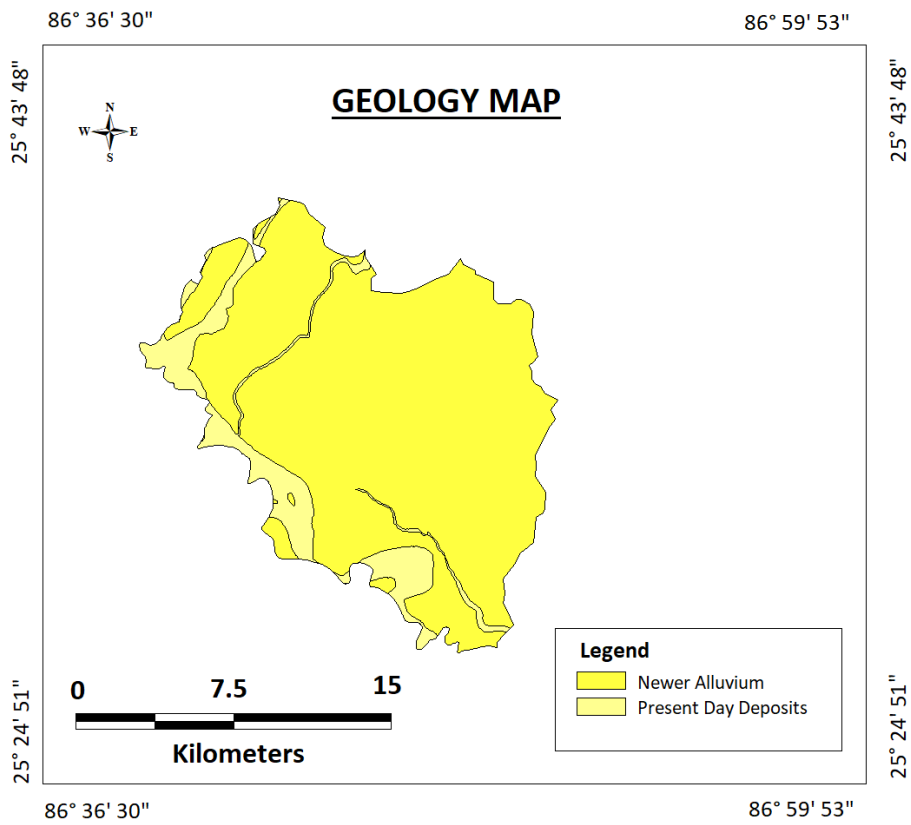 86° 36' 30"
86° 59' 53"
25° 43' 48"
25° 43' 48"
GEOLOGY MAP
N
W E
S
Legend
Newer Alluvium
Present Day Deposits
0 7.5 15
Kilometers
25° 24' 51"
25° 24' 51"
86° 36' 30"
86° 59' 53"